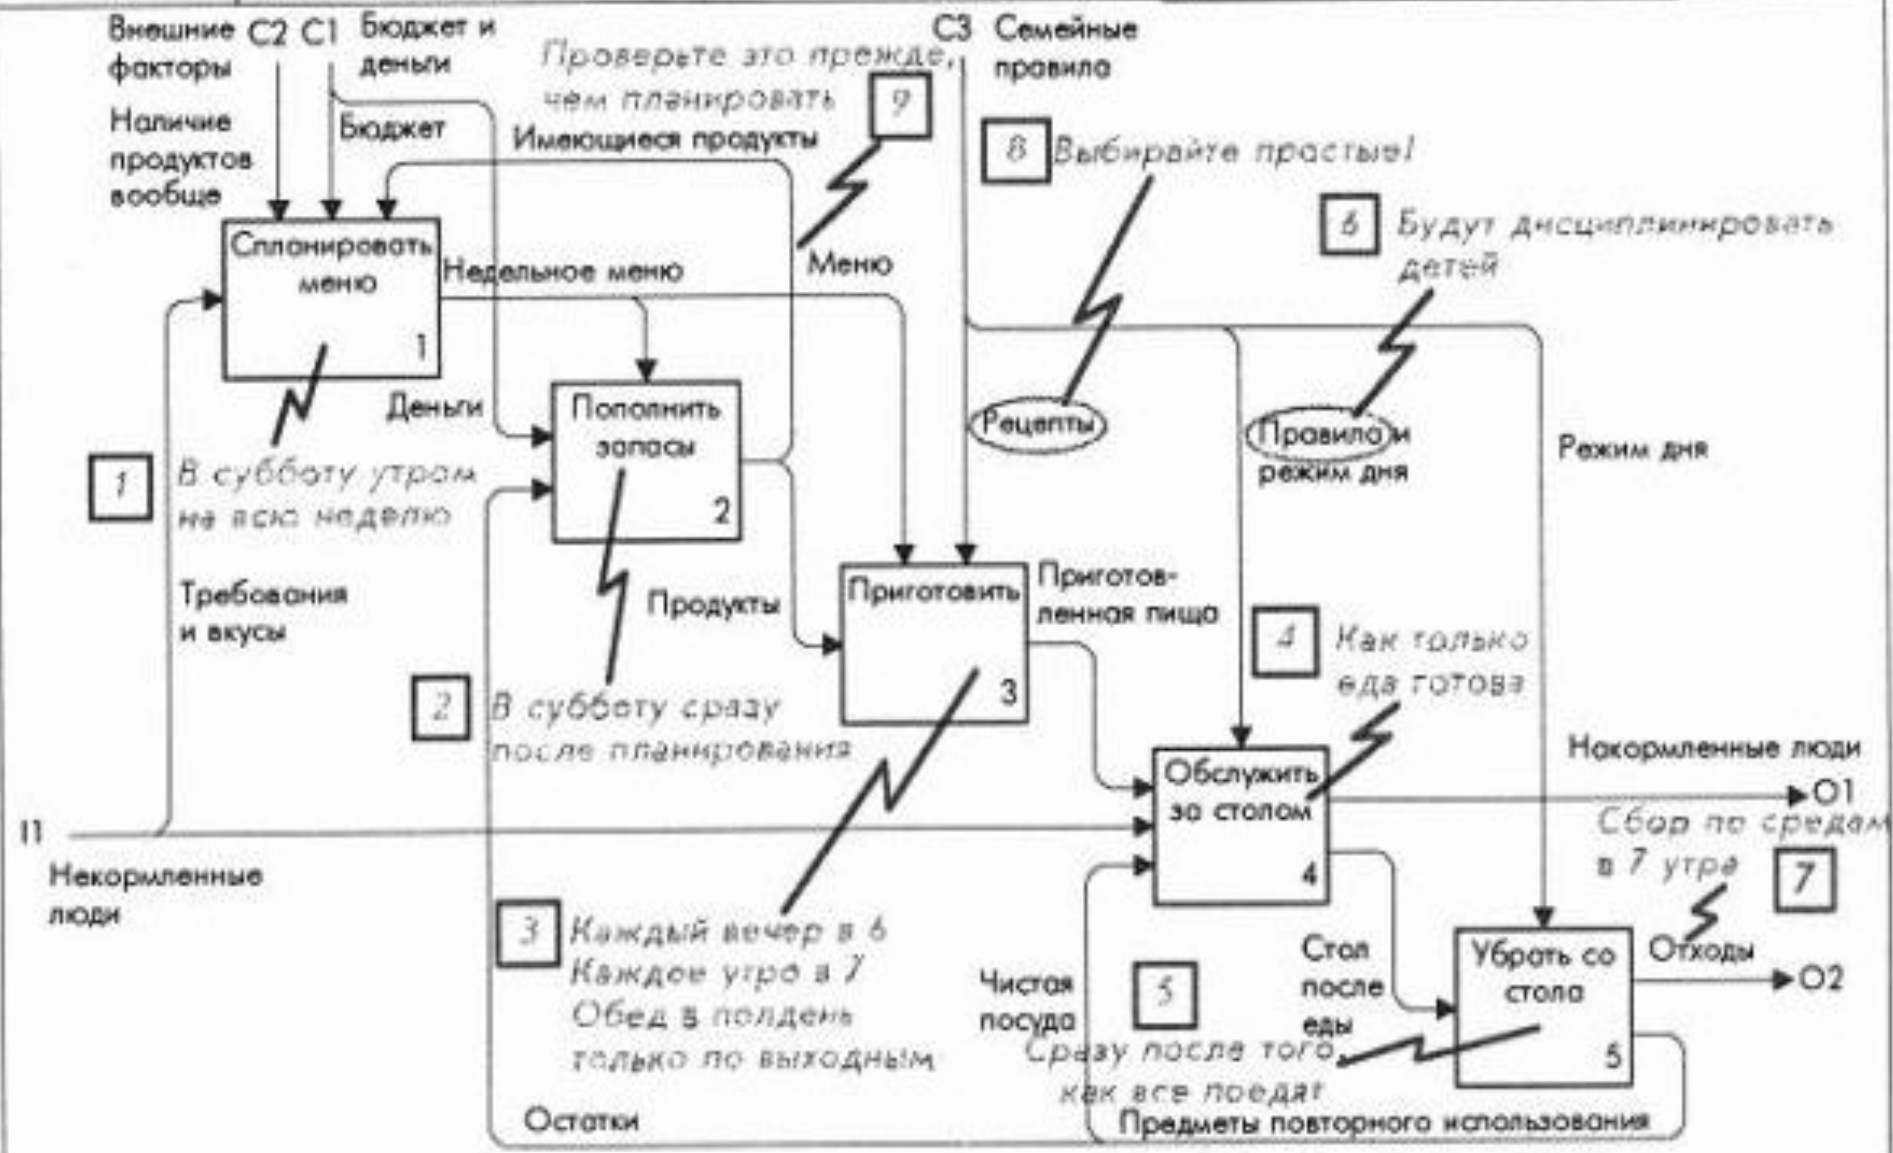 Внешние
факторы
C2
C1
Бюджет и
деньги
Проверьте это прежде,
чем планировать
9
C3
Семейные
правила
Наличие
продуктов
вообще
Бюджет
Имеющиеся продукты
8
Выбирайте простые!
6
Будут дисциплинировать
детей
Спланировать
меню
1
Недельное меню
Меню
Деньги
Пополнить
запасы
2
Рецепты
Правила и
режим дня
Режим дня
1
В субботу утром
на всю неделю
Требования
и вкусы
Продукты
Приготовить
3
Приготов-
ленная пища
4
Как только
еда готова
2
В субботу сразу
после планирования
Обслужить
за столом
4
Накормленные люди
O1
Сбор по средам
в 7 утра
7
I1
Некормленные
люди
3
Каждый вечер в 6
Каждое утро в 7
Обед в полдень
только по выходным
Чистая
посуда
5
Стол
после
еды
Убрать со
стола
5
Отходы
O2
Сразу после того,
как все поедят
Остатки
Предметы повторного использования